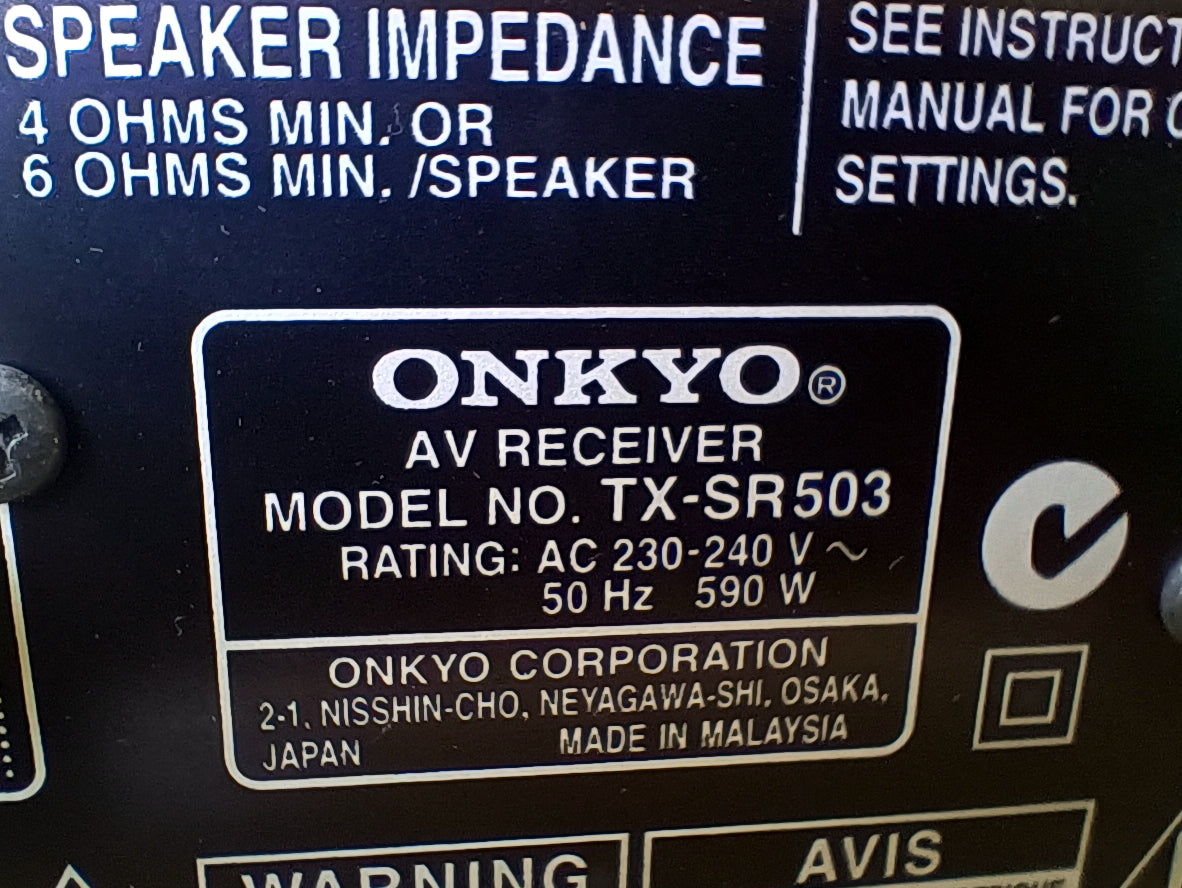 SPEAKER IMPEDANCE
4 OHMS MIN. OR
6 OHMS MIN. /SPEAKER
SEE INSTRUCT
MANUAL FOR
SETTINGS.
ONKYO®
AV RECEIVER
MODEL NO. TX-SR503
RATING: AC 230-240 V ~
50 Hz 590 W
ONKYO CORPORATION
2-1, NISSHIN-CHO, NEYAGAWA-SHI, OSAKA,
JAPAN MADE IN MALAYSIA
WARNING
AVIS